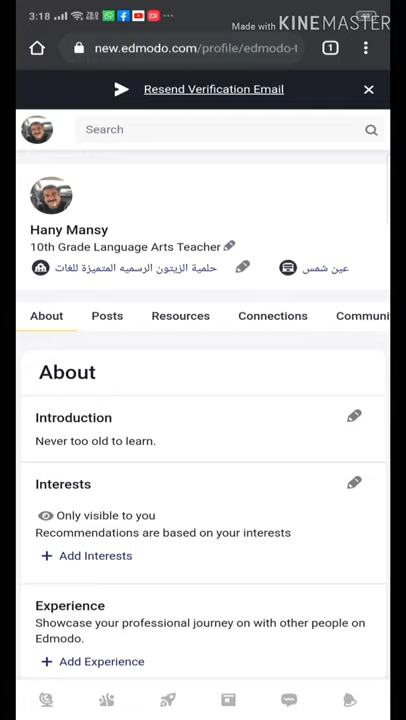 3:18
Made with KINEMASTER
new.edmodo.com/profile/edmodo-t
1
Resend Verification Email
Search
Hany Mansy
10th Grade Language Arts Teacher
حلمية الزيتون الرسميه المتميزة للغات
عين شمس
About Posts Resources Connections Communi
About
Introduction
Never too old to learn.
Interests
Only visible to you
Recommendations are based on your interests
+ Add Interests
Experience
Showcase your professional journey on with other people on
Edmodo.
+ Add Experience